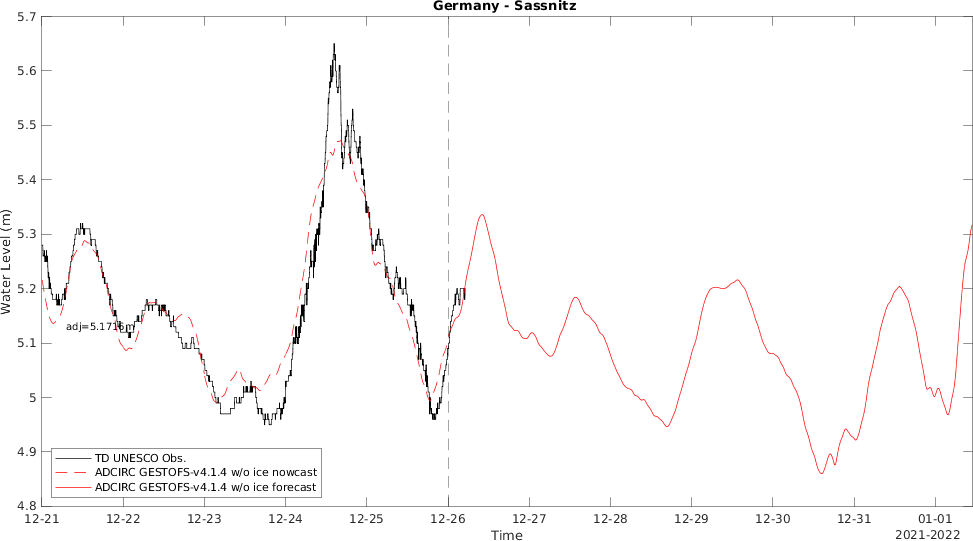 Germany - Sassnitz
5.7
5.6
5.5
5.4
5.3
5.2
5.1
5
4.9
4.8
Water Level (m)
adj=5.1716
TD UNESCO Obs.
ADCIRC GESTOFS-v4.1.4 w/o ice nowcast
ADCIRC GESTOFS-v4.1.4 w/o ice forecast
12-21 12-22 12-23 12-24 12-25 12-26 12-27 12-28 12-29 12-30 12-31 01-01
2021-2022
Time